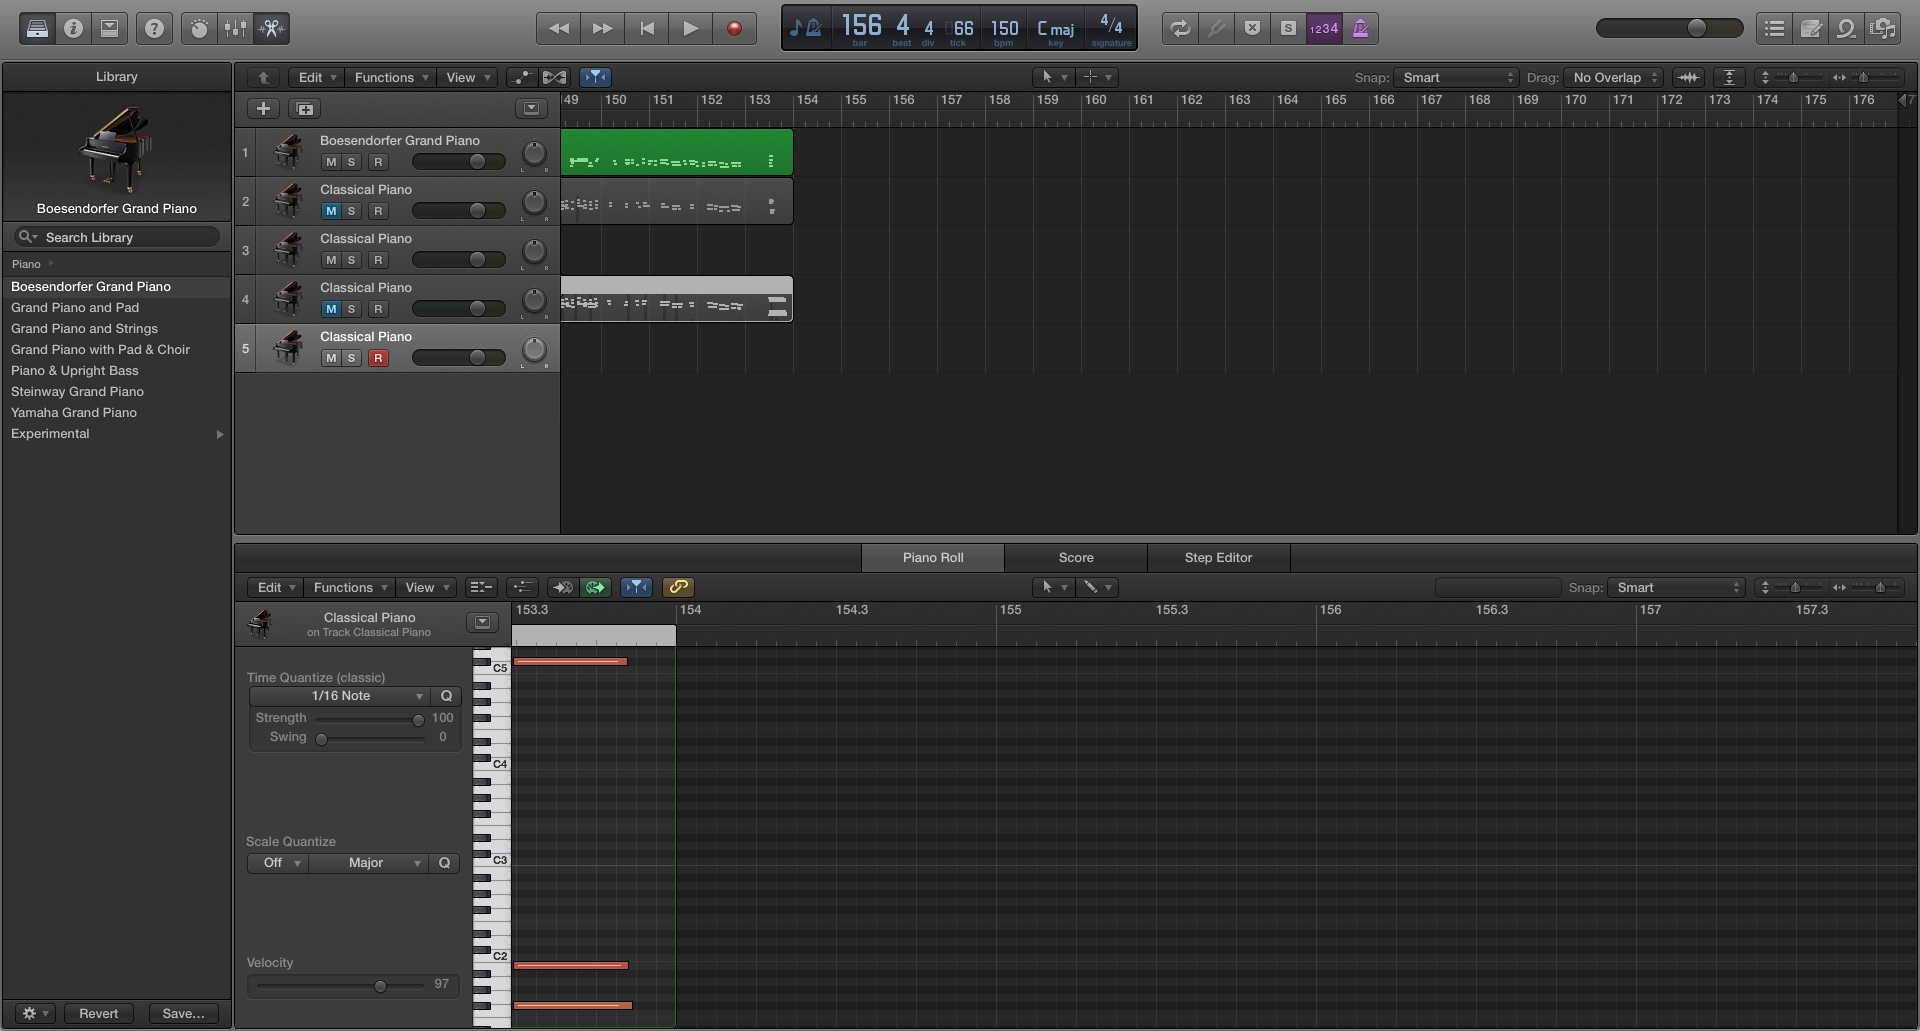 156 4 4 066 150 C maj 4/4
bar beat div tick bpm key signature
1234
S
?
Library
Boesendorfer Grand Piano
Search Library
Piano
Boesendorfer Grand Piano
Grand Piano and Pad
Grand Piano and Strings
Grand Piano with Pad & Choir
Piano & Upright Bass
Steinway Grand Piano
Yamaha Grand Piano
Experimental
Revert Save...
Edit Functions View Snap: Smart Drag: No Overlap
49 150 151 152 153 154 155 156 157 158 159 160 161 162 163 164 165 166 167 168 169 170 171 172 173 174 175 176
1 Boesendorfer Grand Piano
M S R L R
2 Classical Piano
M S R L R
3 Classical Piano
M S R L R
4 Classical Piano
M S R L R
5 Classical Piano
M S R L R
Piano Roll Score Step Editor
Edit Functions View Snap: Smart
153.3 154 154.3 155 155.3 156 156.3 157 157.3
Classical Piano
on Track Classical Piano
Time Quantize (classic)
1/16 Note Q
Strength 100
Swing 0
Scale Quantize
Off Major Q
Velocity
97
C5
C4
C3
C2